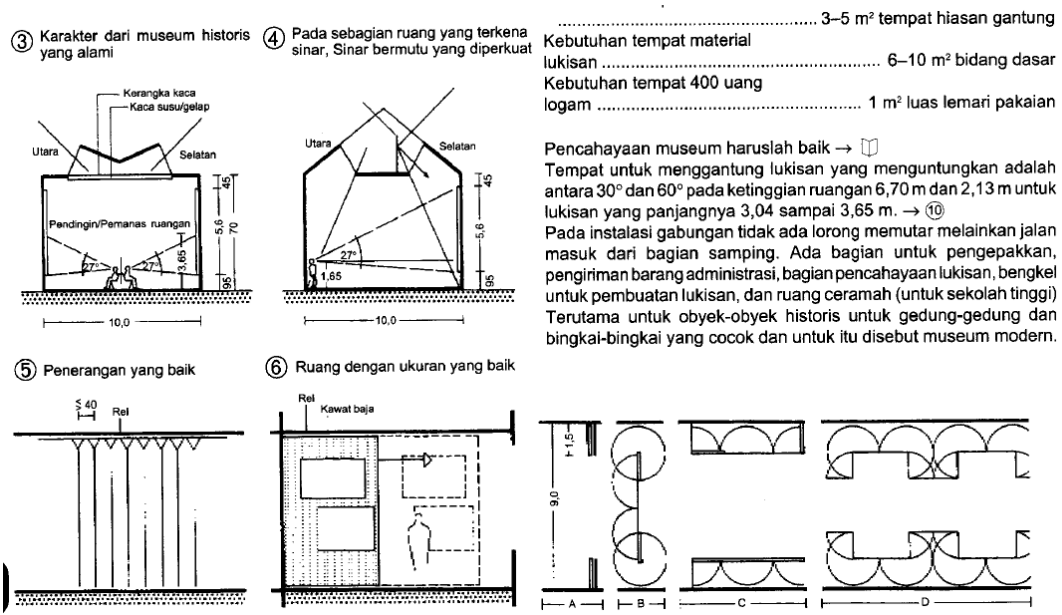 ③ Karakter dari museum historis
yang alami
④ Pada sebagian ruang yang terkena
sinar, Sinar bermutu yang diperkuat
Kerangka kaca
Kaca susu/gelap
Utara
Selatan
Pendingin/Pemanas ruangan
27°
27°
3,65
45
5,6
70
95
10,0
Utara
Selatan
27°
1,65
45
5,6
95
10,0
⑤ Penerangan yang baik
⑥ Ruang dengan ukuran yang baik
≤ 40
Rel
Rel
Kawat baja
.......................................... 3–5 m² tempat hiasan gantung
Kebutuhan tempat material
lukisan .............................................. 6–10 m² bidang dasar
Kebutuhan tempat 400 uang
logam ........................................... 1 m² luas lemari pakaian
Pencahayaan museum haruslah baik →
Tempat untuk menggantung lukisan yang menguntungkan adalah
antara 30° dan 60° pada ketinggian ruangan 6,70 m dan 2,13 m untuk
lukisan yang panjangnya 3,04 sampai 3,65 m. → ⑩
Pada instalasi gabungan tidak ada lorong memutar melainkan jalan
masuk dari bagian samping. Ada bagian untuk pengepakkan,
pengiriman barang administrasi, bagian pencahayaan lukisan, bengkel
untuk pembuatan lukisan, dan ruang ceramah (untuk sekolah tinggi)
Terutama untuk obyek-obyek historis untuk gedung-gedung dan
bingkai-bingkai yang cocok dan untuk itu disebut museum modern.
1,5
9,0
A
B
C
D